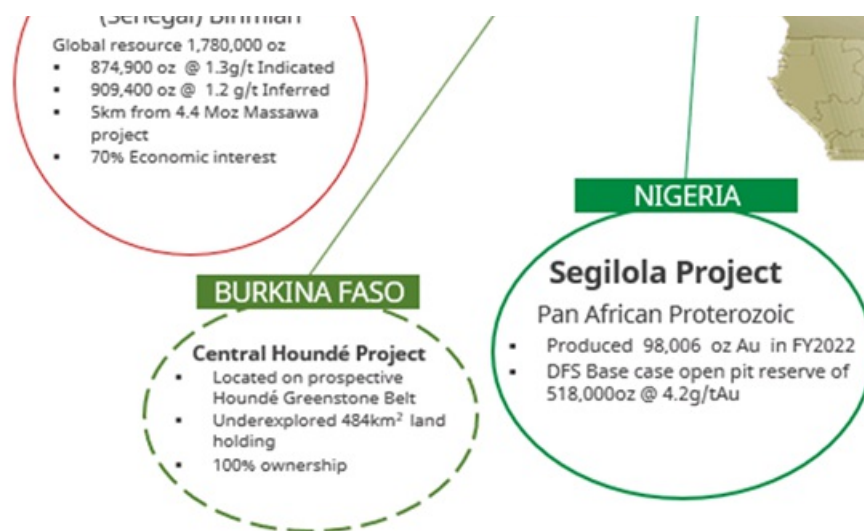 (Senegal) Birimian
Global resource 1,780,000 oz
▪ 874,900 oz @ 1.3g/t Indicated
▪ 909,400 oz @ 1.2 g/t Inferred
▪ 5km from 4.4 Moz Massawa
project
▪ 70% Economic interest
BURKINA FASO
Central Houndé Project
▪ Located on prospective
Houndé Greenstone Belt
▪ Underexplored 484km² land
holding
▪ 100% ownership
NIGERIA
Segilola Project
Pan African Proterozoic
▪ Produced 98,006 oz Au in FY2022
▪ DFS Base case open pit reserve of
518,000oz @ 4.2g/tAu